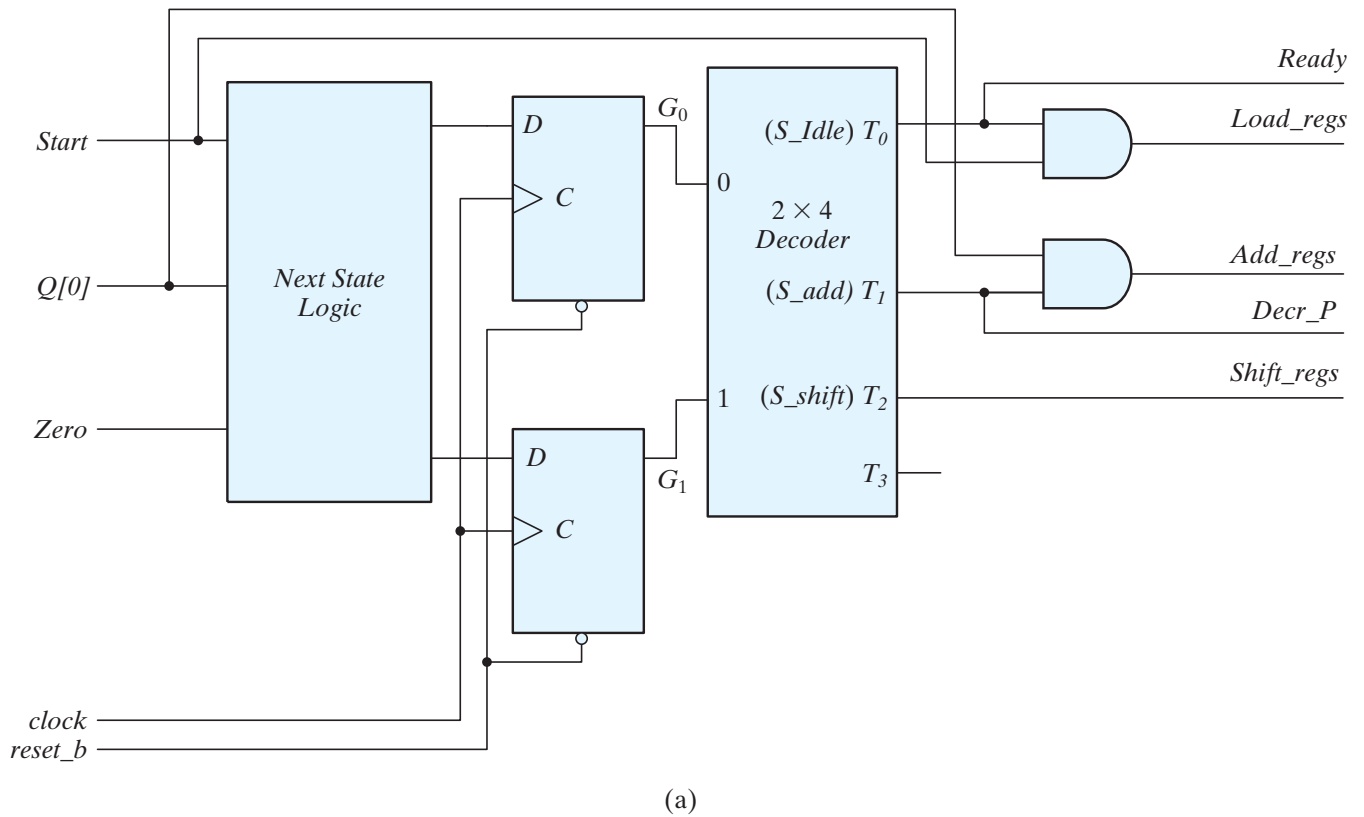 Ready
Load_regs
Start
D
G0
(S_Idle) T0
C
0
2 × 4
Decoder
Q[0]
Next State
Logic
(S_add) T1
Add_regs
Decr_P
Zero
1
(S_shift) T2
Shift_regs
D
G1
T3
C
clock
reset_b
(a)